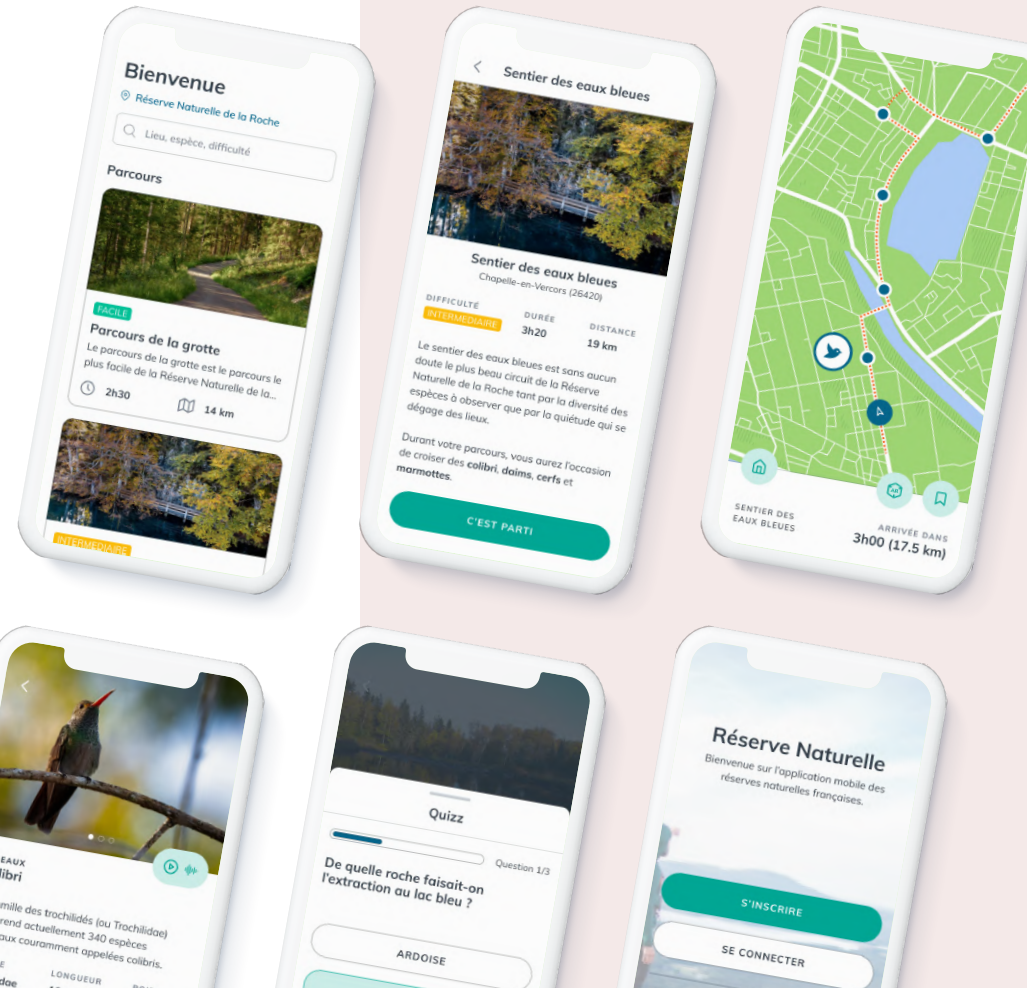 Bienvenue
Réserve Naturelle de la Roche
Lieu, espèce, difficulté
Parcours
FACILE
Parcours de la grotte
Le parcours de la grotte est le parcours le
plus facile de la Réserve Naturelle de la...
2h30
14 km
INTERMEDIAIRE
Sentier des eaux bleues
Sentier des eaux bleues
Chapelle-en-Vercors (26420)
DIFFICULTÉ
INTERMEDIAIRE
DURÉE
3h20
DISTANCE
19 km
Le sentier des eaux bleues est sans aucun
doute le plus beau circuit de la Réserve
Naturelle de la Roche tant par la diversité des
espèces à observer que par la quiétude qui se
dégage des lieux.
Durant votre parcours, vous aurez l'occasion
de croiser des colibri, daims, cerfs et
marmottes.
C'EST PARTI
SENTIER DES
EAUX BLEUES
ARRIVÉE DANS
3h00 (17.5 km)
EAUX
libri
mille des trochilidés (ou Trochilidae)
rend actuellement 340 espèces
aux couramment appelées colibris.
E
dae
LONGUEUR
Quizz
Question 1/3
De quelle roche faisait-on
l'extraction au lac bleu ?
ARDOISE
Réserve Naturelle
Bienvenue sur l'application mobile des
réserves naturelles françaises.
S'INSCRIRE
SE CONNECTER